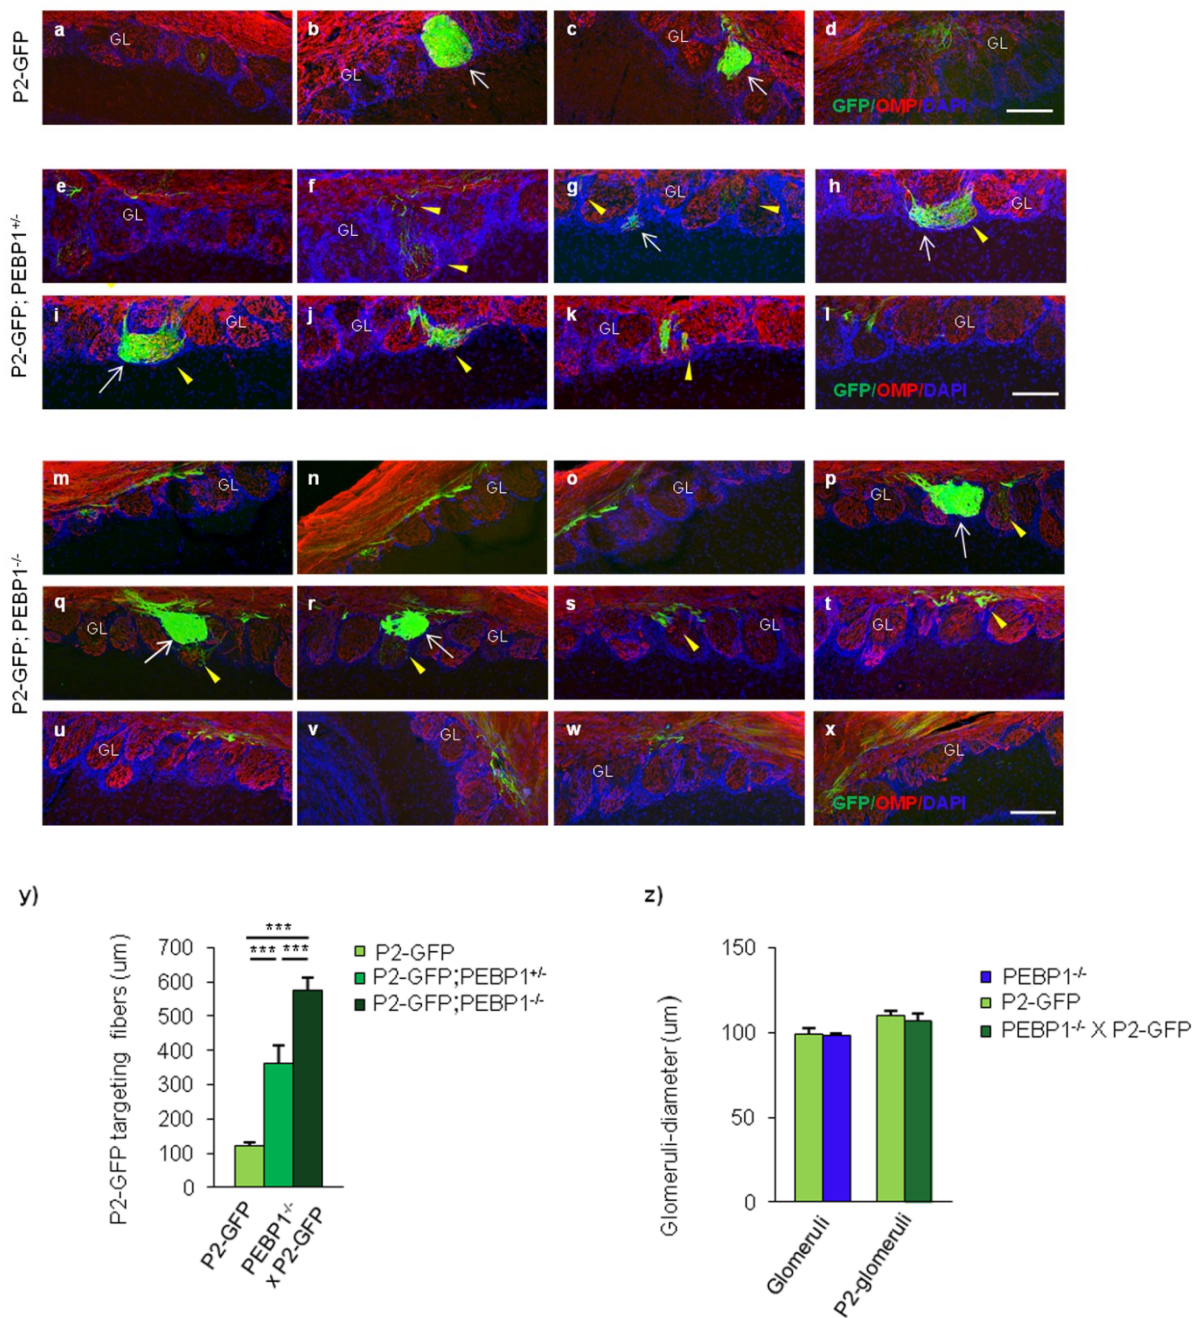 P2-GFP
a
GL
b
GL
c
GL
d
GL
GFP/OMP/DAPI
P2-GFP; PEBP1+/-
e
GL
f
GL
g
GL
h
GL
i
GL
j
GL
k
GL
l
GL
GFP/OMP/DAPI
P2-GFP; PEBP1-/-
m
GL
n
GL
o
GL
p
GL
q
GL
r
GL
s
GL
t
GL
u
GL
v
GL
w
GL
x
GL
GFP/OMP/DAPI
y)
P2-GFP targeting fibers (um)
700
600
500
400
300
200
100
0
***
*** ***
P2-GFP
P2-GFP;PEBP1+/-
P2-GFP;PEBP1-/-
P2-GFP
PEBP1-/-
x P2-GFP
z)
Glomeruli-diameter (um)
150
100
50
0
PEBP1-/-
P2-GFP
PEBP1-/- X P2-GFP
Glomeruli
P2-glomeruli